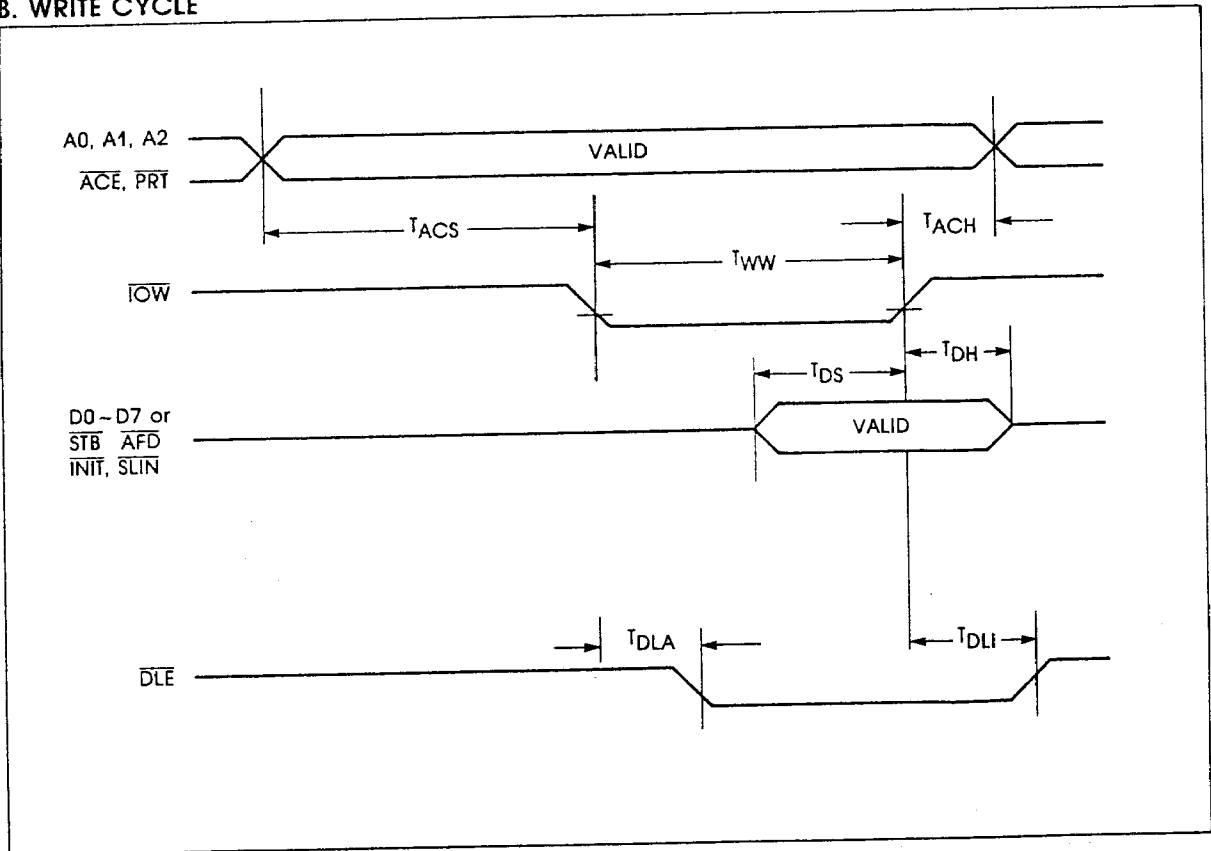 B. WRITE CYCLE
A0, A1, A2
VALID
ACE, PRT
TACS
TACH
TWW
IOW
TDH
TDS
D0~D7 or
STB AFD
INIT, SLIN
VALID
TDLA
TDLI
DLE